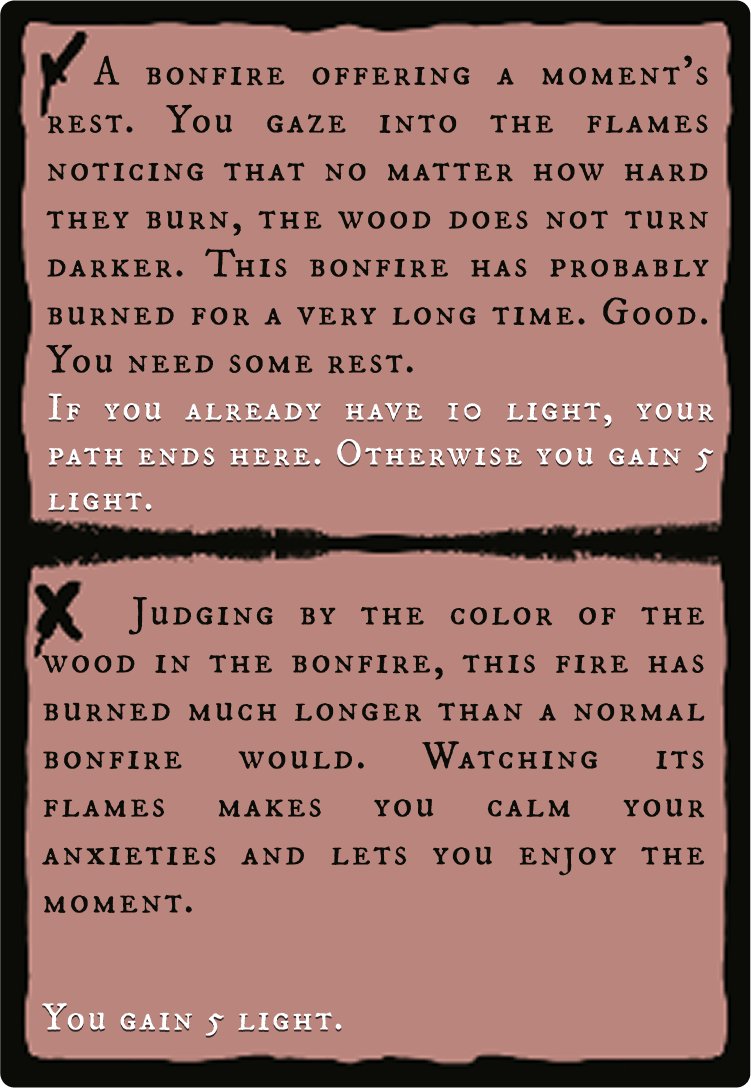 A bonfire offering a moment's
rest. You gaze into the flames
noticing that no matter how hard
they burn, the wood does not turn
darker. This bonfire has probably
burned for a very long time. Good.
You need some rest.
If you already have 10 light, your
path ends here. Otherwise you gain 5
light.
Judging by the color of the
wood in the bonfire, this fire has
burned much longer than a normal
bonfire would. Watching its
flames makes you calm your
anxieties and lets you enjoy the
moment.
You gain 5 light.